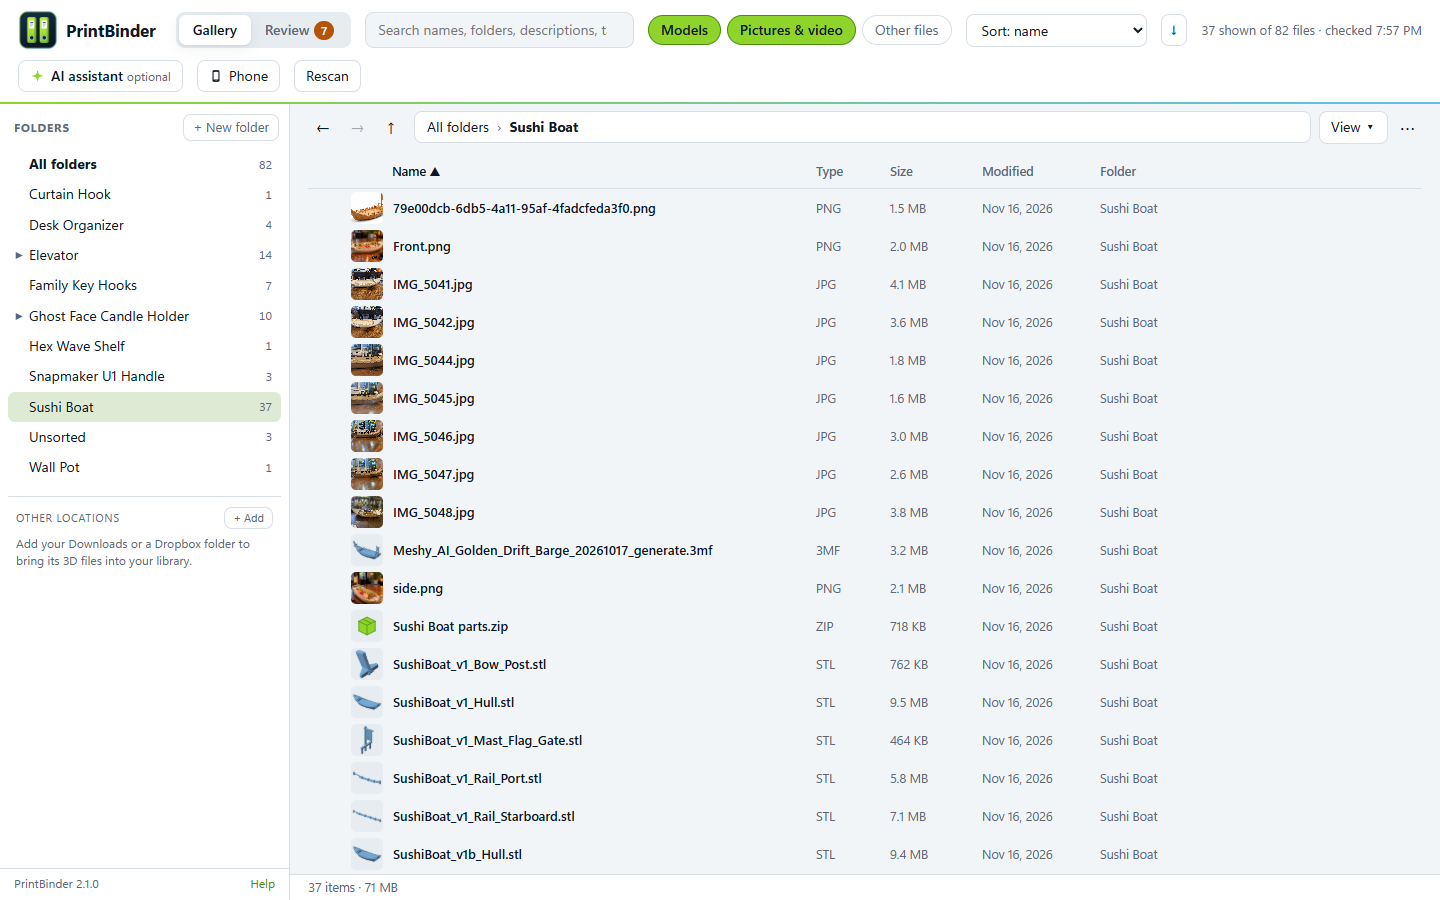 PrintBinder
Gallery
Review 7
Search names, folders, descriptions, t
Models
Pictures & video
Other files
Sort: name
↓
37 shown of 82 files · checked 7:57 PM
AI assistant optional
Phone
Rescan
FOLDERS
+ New folder
All folders 82
Curtain Hook 1
Desk Organizer 4
Elevator 14
Family Key Hooks 7
Ghost Face Candle Holder 10
Hex Wave Shelf 1
Snapmaker U1 Handle 3
Sushi Boat 37
Unsorted 3
Wall Pot 1
OTHER LOCATIONS
+ Add
Add your Downloads or a Dropbox folder to
bring its 3D files into your library.
PrintBinder 2.1.0
Help
← → ↑
All folders › Sushi Boat
View ▾
...
Name ▲ Type Size Modified Folder
79e00dcb-6db5-4a11-95af-4fadcfeda3f0.png PNG 1.5 MB Nov 16, 2026 Sushi Boat
Front.png PNG 2.0 MB Nov 16, 2026 Sushi Boat
IMG_5041.jpg JPG 4.1 MB Nov 16, 2026 Sushi Boat
IMG_5042.jpg JPG 3.6 MB Nov 16, 2026 Sushi Boat
IMG_5044.jpg JPG 1.8 MB Nov 16, 2026 Sushi Boat
IMG_5045.jpg JPG 1.6 MB Nov 16, 2026 Sushi Boat
IMG_5046.jpg JPG 3.0 MB Nov 16, 2026 Sushi Boat
IMG_5047.jpg JPG 2.6 MB Nov 16, 2026 Sushi Boat
IMG_5048.jpg JPG 3.8 MB Nov 16, 2026 Sushi Boat
Meshy_AI_Golden_Drift_Barge_20261017_generate.3mf 3MF 3.2 MB Nov 16, 2026 Sushi Boat
side.png PNG 2.1 MB Nov 16, 2026 Sushi Boat
Sushi Boat parts.zip ZIP 718 KB Nov 16, 2026 Sushi Boat
SushiBoat_v1_Bow_Post.stl STL 762 KB Nov 16, 2026 Sushi Boat
SushiBoat_v1_Hull.stl STL 9.5 MB Nov 16, 2026 Sushi Boat
SushiBoat_v1_Mast_Flag_Gate.stl STL 464 KB Nov 16, 2026 Sushi Boat
SushiBoat_v1_Rail_Port.stl STL 5.8 MB Nov 16, 2026 Sushi Boat
SushiBoat_v1_Rail_Starboard.stl STL 7.1 MB Nov 16, 2026 Sushi Boat
SushiBoat_v1b_Hull.stl STL 9.4 MB Nov 16, 2026 Sushi Boat
37 items · 71 MB